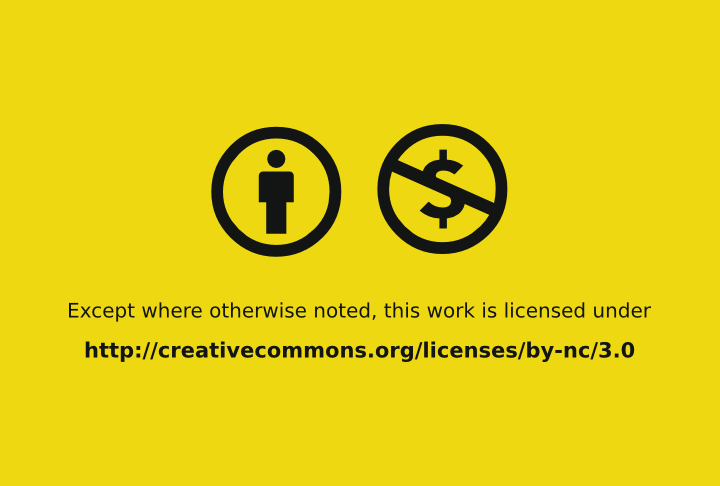 Except where otherwise noted, this work is licensed under
http://creativecommons.org/licenses/by-nc/3.0